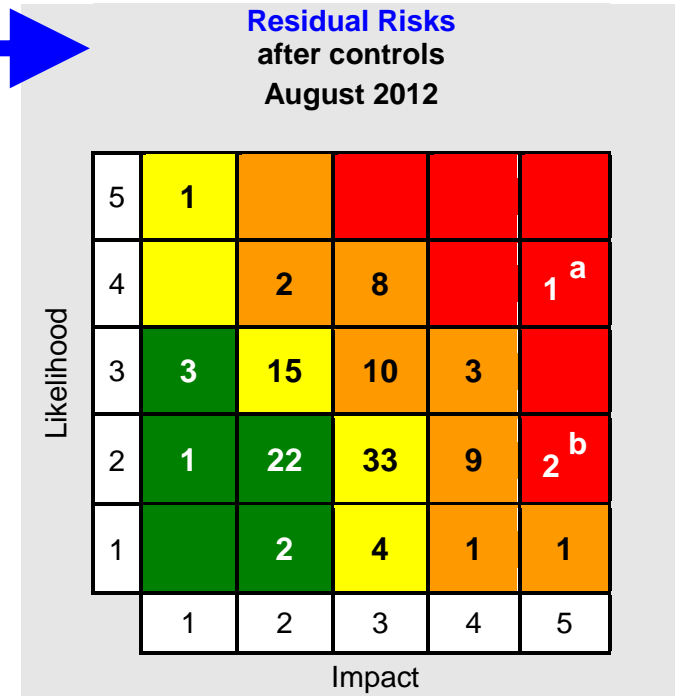 Residual Risks
after controls
August 2012
5 1
4 2 8 1 a
3 3 15 10 3
2 1 22 33 9 2 b
1 2 4 1 1
1 2 3 4 5
Likelihood
Impact